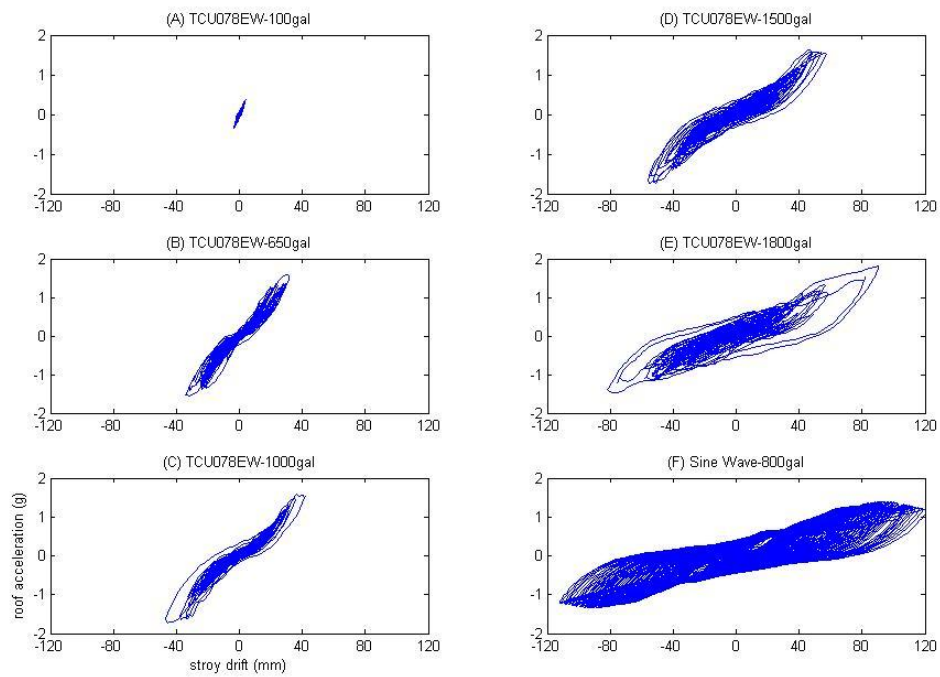 (A) TCU078EW-100gal
2
1
0
-1
-2
-120 -80 -40 0 40 80 120
(B) TCU078EW-650gal
2
1
0
-1
-2
-120 -80 -40 0 40 80 120
(C) TCU078EW-1000gal
2
1
0
-1
-2
-120 -80 -40 0 40 80 120
roof acceleration (g)
stroy drift (mm)
(D) TCU078EW-1500gal
2
1
0
-1
-2
-120 -80 -40 0 40 80 120
(E) TCU078EW-1800gal
2
1
0
-1
-2
-120 -80 -40 0 40 80 120
(F) Sine Wave-800gal
2
1
0
-1
-2
-120 -80 -40 0 40 80 120